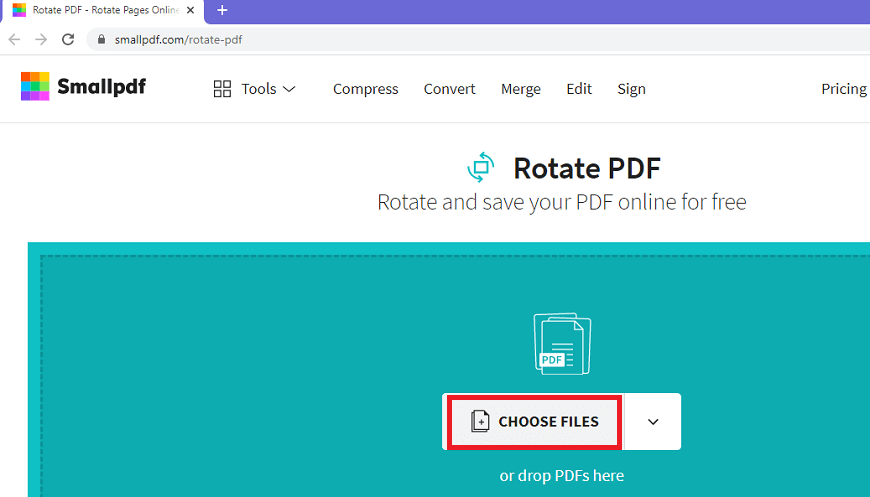 Rotate PDF - Rotate Pages Online
smallpdf.com/rotate-pdf
Smallpdf Tools Compress Convert Merge Edit Sign Pricing
Rotate PDF
Rotate and save your PDF online for free
PDF
CHOOSE FILES
or drop PDFs here